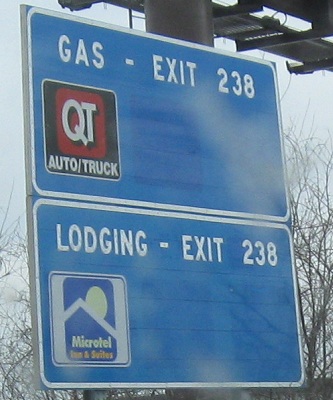 GAS - EXIT 238
QT
AUTO/TRUCK
LODGING - EXIT 238
Microtel
Inn & Suites